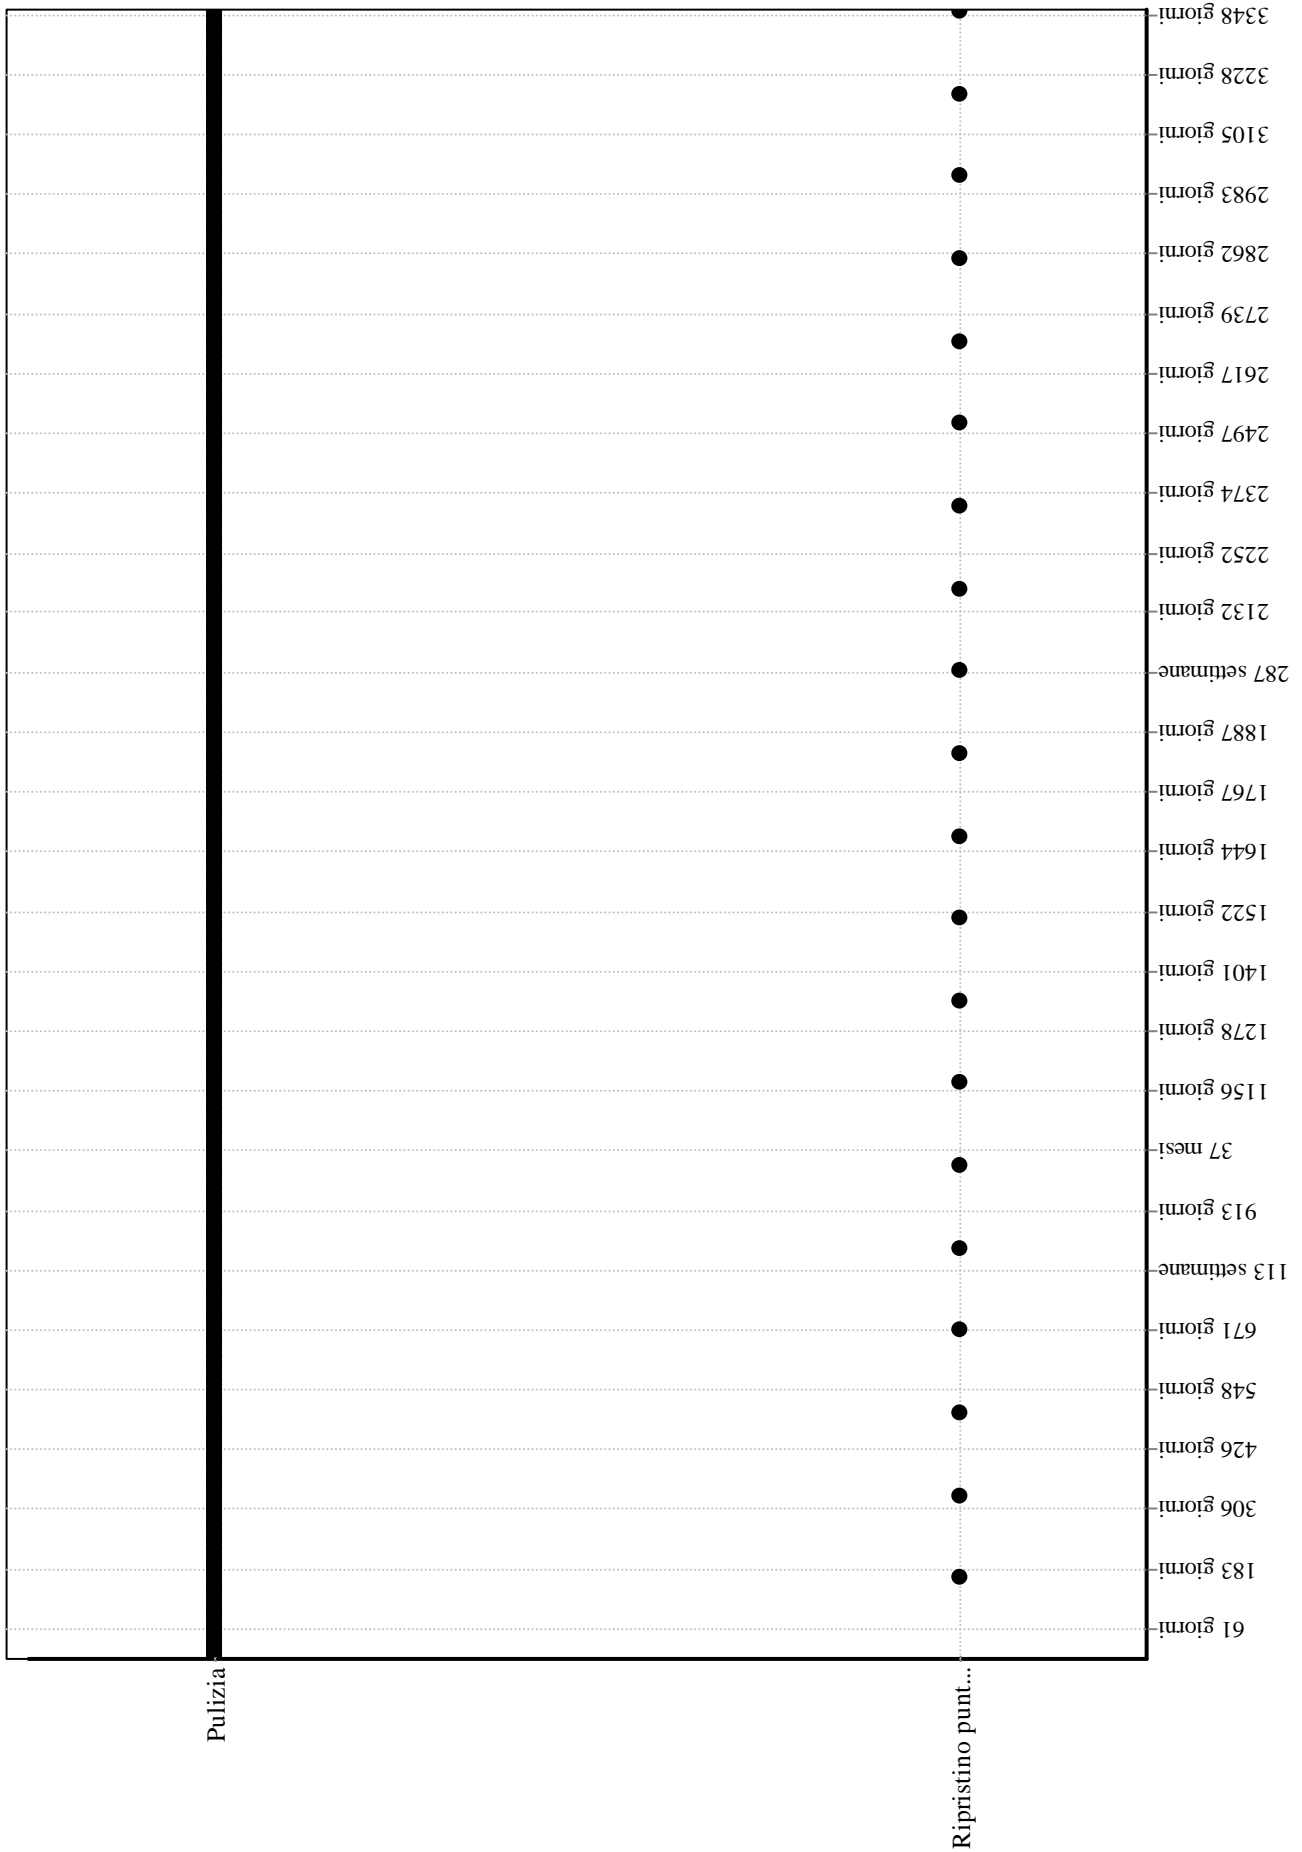 3348 giorni
3228 giorni
3105 giorni
2983 giorni
2862 giorni
2739 giorni
2617 giorni
2497 giorni
2374 giorni
2252 giorni
2132 giorni
287 settimane
1887 giorni
1767 giorni
1644 giorni
1522 giorni
1401 giorni
1278 giorni
1156 giorni
37 mesi
913 giorni
113 settimane
671 giorni
548 giorni
426 giorni
306 giorni
183 giorni
61 giorni
Pulizia
Ripristino punt...